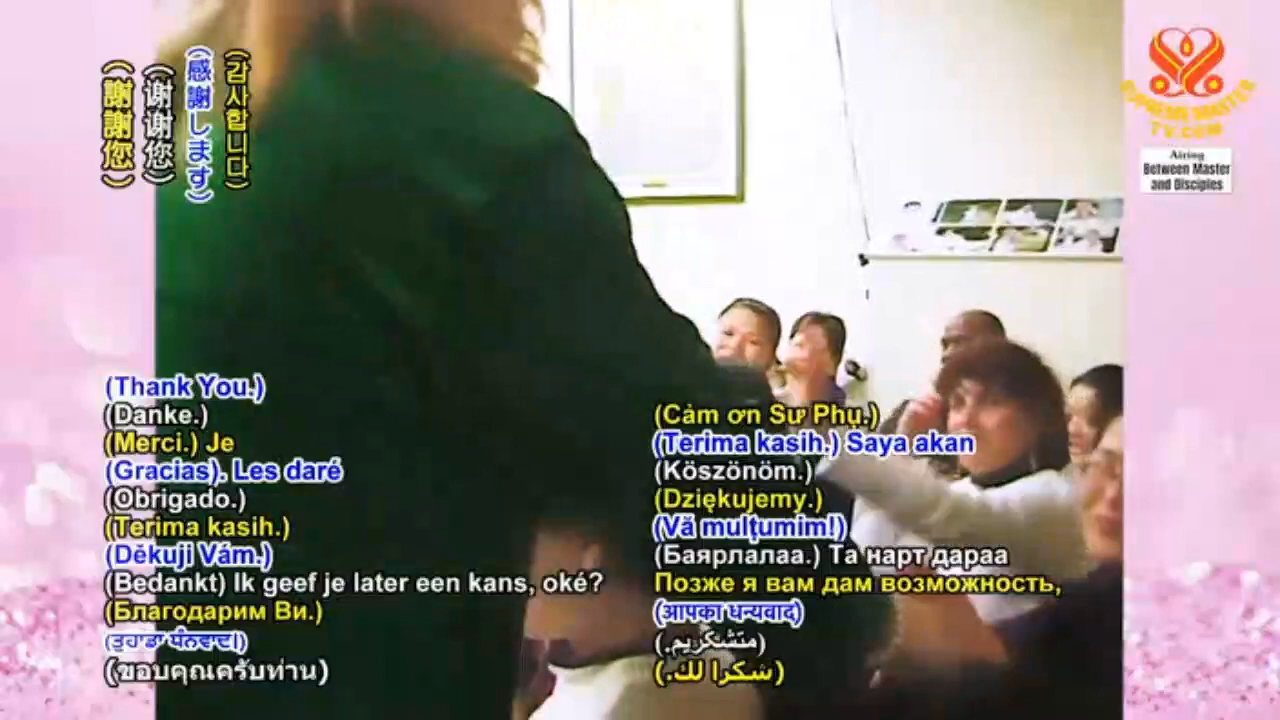 (감사합니다)
(感謝します)
(谢谢您)
(謝謝您)
SUPREME MASTER
TV.COM
Airing
Between Master
and Disciples
(Thank You.)
(Danke.)
(Merci.) Je
(Gracias). Les daré
(Obrigado.)
(Terima kasih.)
(Děkuji Vám.)
(Bedankt) Ik geef je later een kans, oké?
(Благодарим Ви.)
(ਤੁਹਾਡਾ ਧੰਨਵਾਦ।)
(ขอบคุณครับท่าน)
(Cảm ơn Sư Phụ.)
(Terima kasih.) Saya akan
(Köszönöm.)
(Dziękujemy.)
(Vă mulţumim!)
(Баярлалаа.) Та нарт дараа
Позже я вам дам возможность,
(आपका धन्यवाद)
(متشکریم.)
(شكرا لك.)